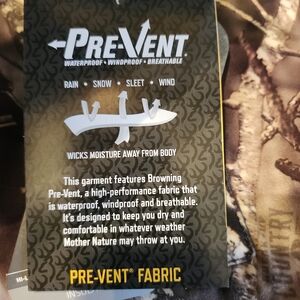 PRE-VENT
WATERPROOF • WINDPROOF • BREATHABLE
RAIN • SNOW • SLEET • WIND
WICKS MOISTURE AWAY FROM BODY
This garment features Browning
Pre-Vent, a high-performance fabric that
is waterproof, windproof and breathable.
It's designed to keep you dry and
comfortable in whatever weather
Mother Nature may throw at you.
PRE-VENT® FABRIC